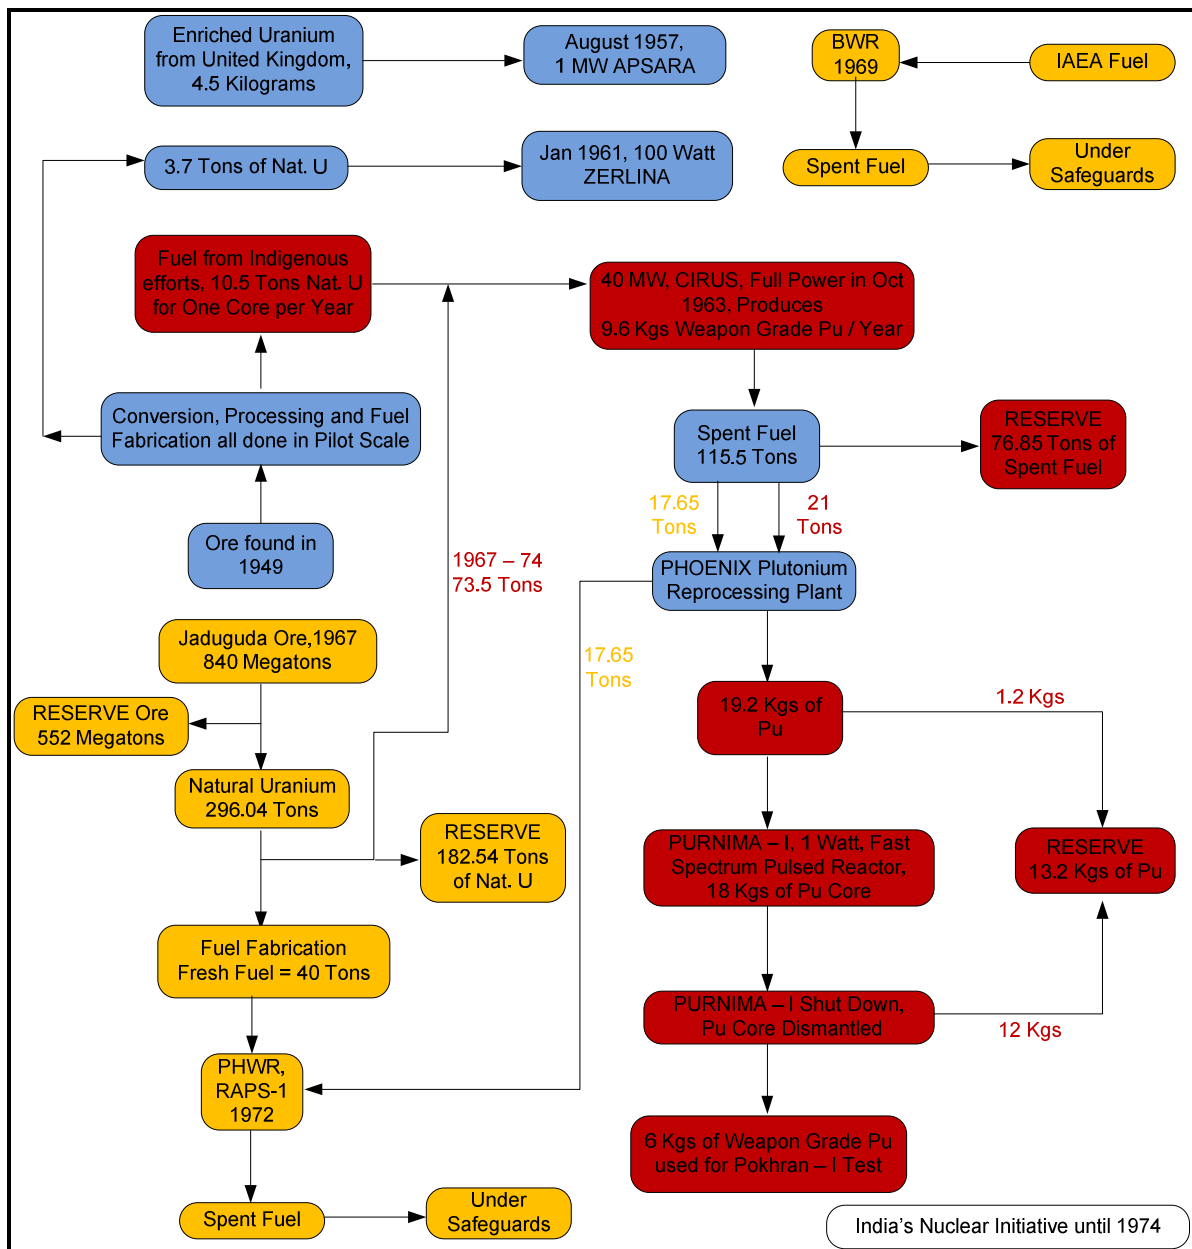 Enriched Uranium
from United Kingdom,
4.5 Kilograms
August 1957,
1 MW APSARA
BWR
1969
IAEA Fuel
3.7 Tons of Nat. U
Jan 1961, 100 Watt
ZERLINA
Spent Fuel
Under
Safeguards
Fuel from Indigenous
efforts, 10.5 Tons Nat. U
for One Core per Year
40 MW, CIRUS, Full Power in Oct
1963, Produces
9.6 Kgs Weapon Grade Pu / Year
Conversion, Processing and Fuel
Fabrication all done in Pilot Scale
Spent Fuel
115.5 Tons
RESERVE
76.85 Tons of
Spent Fuel
17.65
Tons
21
Tons
Ore found in
1949
1967 – 74
73.5 Tons
PHOENIX Plutonium
Reprocessing Plant
Jaduguda Ore,1967
840 Megatons
17.65
Tons
RESERVE Ore
552 Megatons
19.2 Kgs of
Pu
1.2 Kgs
Natural Uranium
296.04 Tons
RESERVE
182.54 Tons
of Nat. U
PURNIMA – I, 1 Watt, Fast
Spectrum Pulsed Reactor,
18 Kgs of Pu Core
RESERVE
13.2 Kgs of Pu
Fuel Fabrication
Fresh Fuel = 40 Tons
PURNIMA – I Shut Down,
Pu Core Dismantled
12 Kgs
PHWR,
RAPS-1
1972
6 Kgs of Weapon Grade Pu
used for Pokhran – I Test
Spent Fuel
Under
Safeguards
India's Nuclear Initiative until 1974